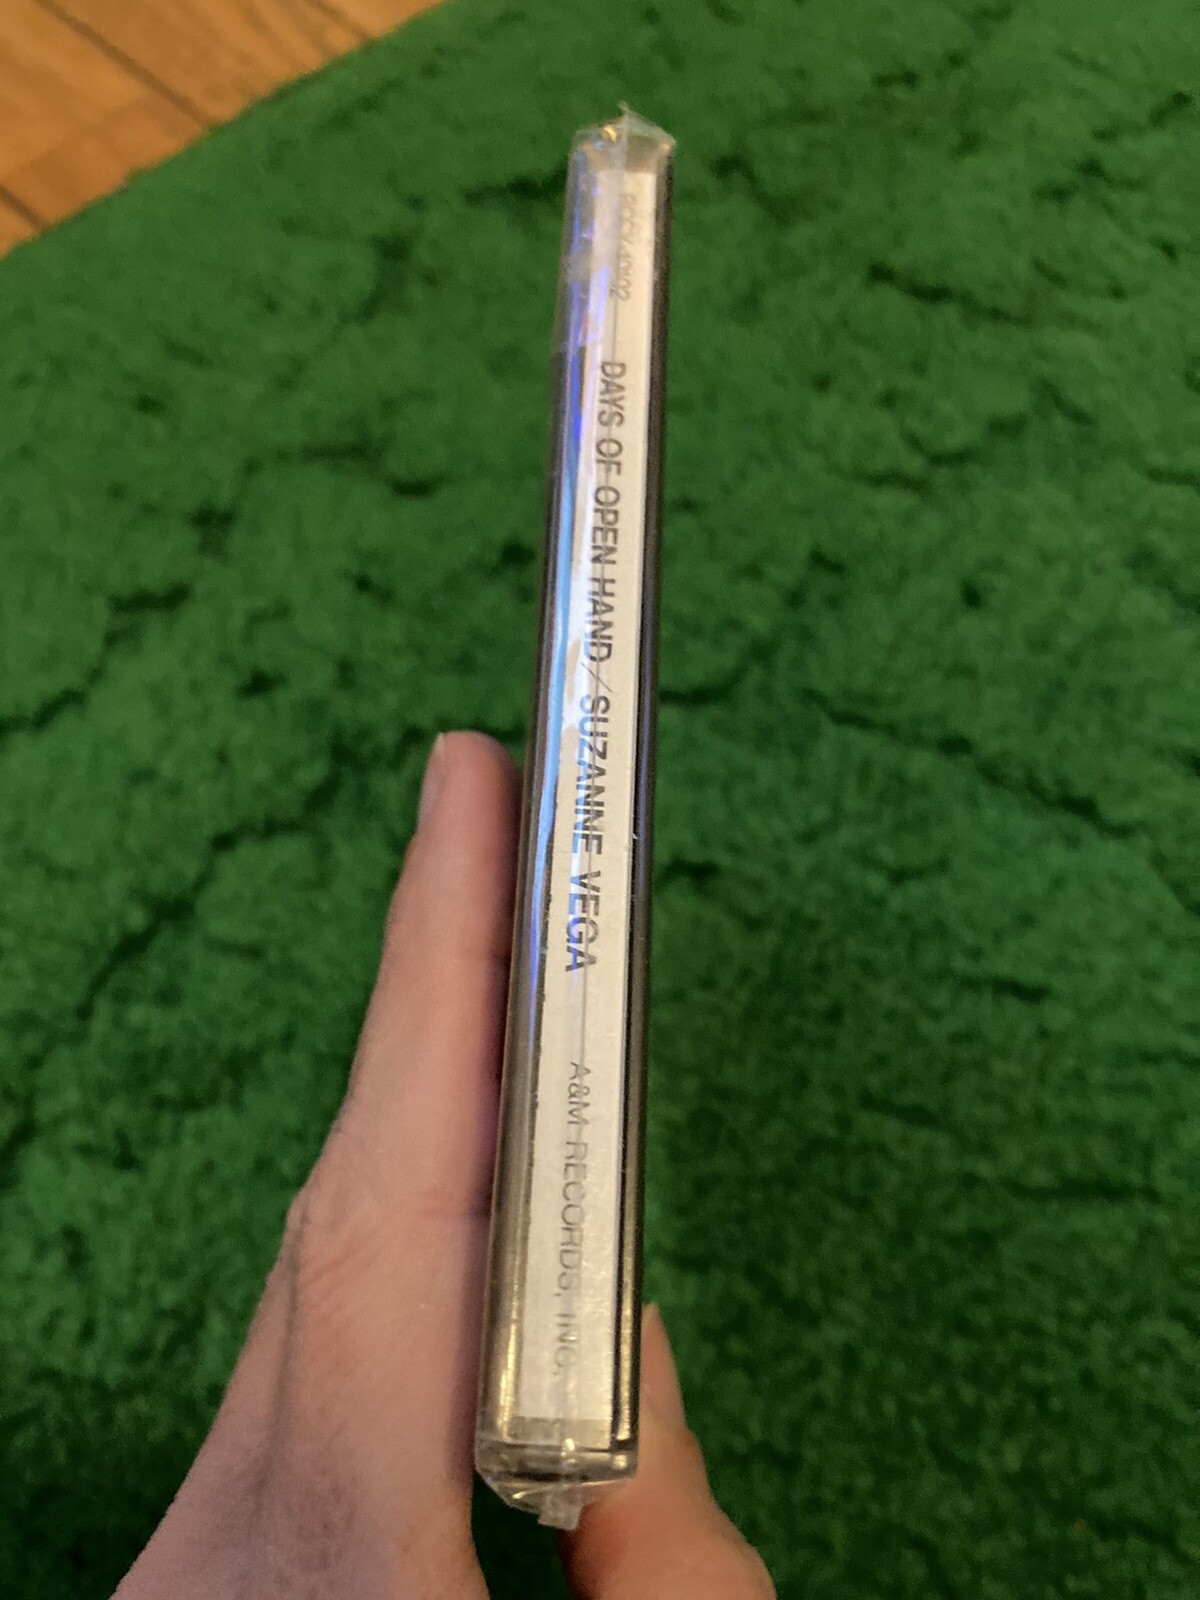 DAYS OF OPEN HAND/SUZANNE VEGA
A&M RECORDS, INC.